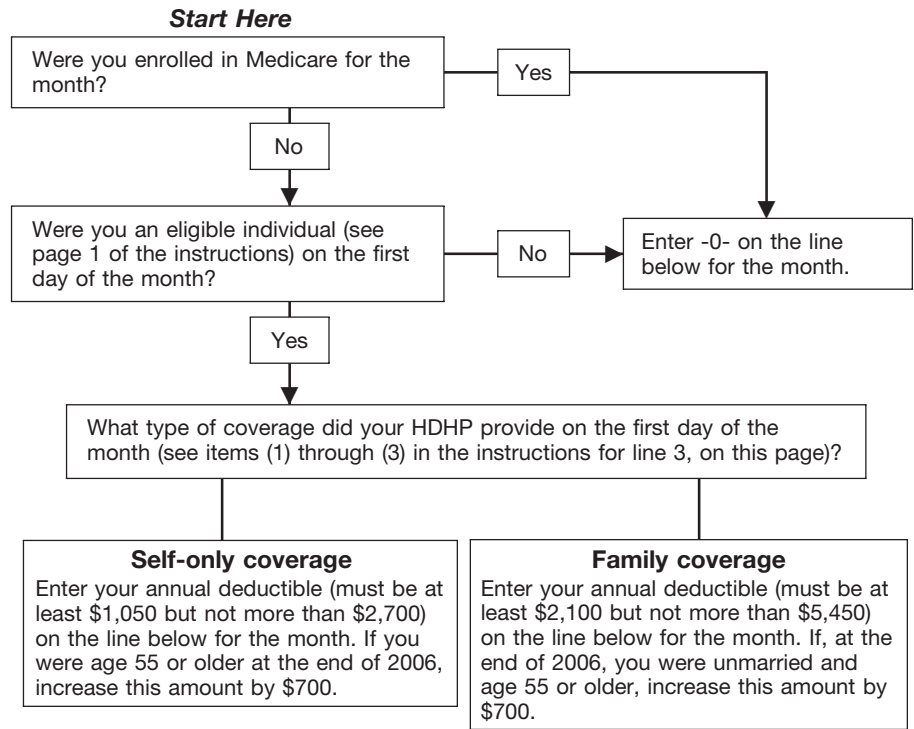 Start Here
Were you enrolled in Medicare for the
month?
Yes
No
Were you an eligible individual (see
page 1 of the instructions) on the first
day of the month?
No
Enter -0- on the line
below for the month.
Yes
What type of coverage did your HDHP provide on the first day of the
month (see items (1) through (3) in the instructions for line 3, on this page)?
Self-only coverage
Enter your annual deductible (must be at
least $1,050 but not more than $2,700)
on the line below for the month. If you
were age 55 or older at the end of 2006,
increase this amount by $700.
Family coverage
Enter your annual deductible (must be at
least $2,100 but not more than $5,450)
on the line below for the month. If, at the
end of 2006, you were unmarried and
age 55 or older, increase this amount by
$700.